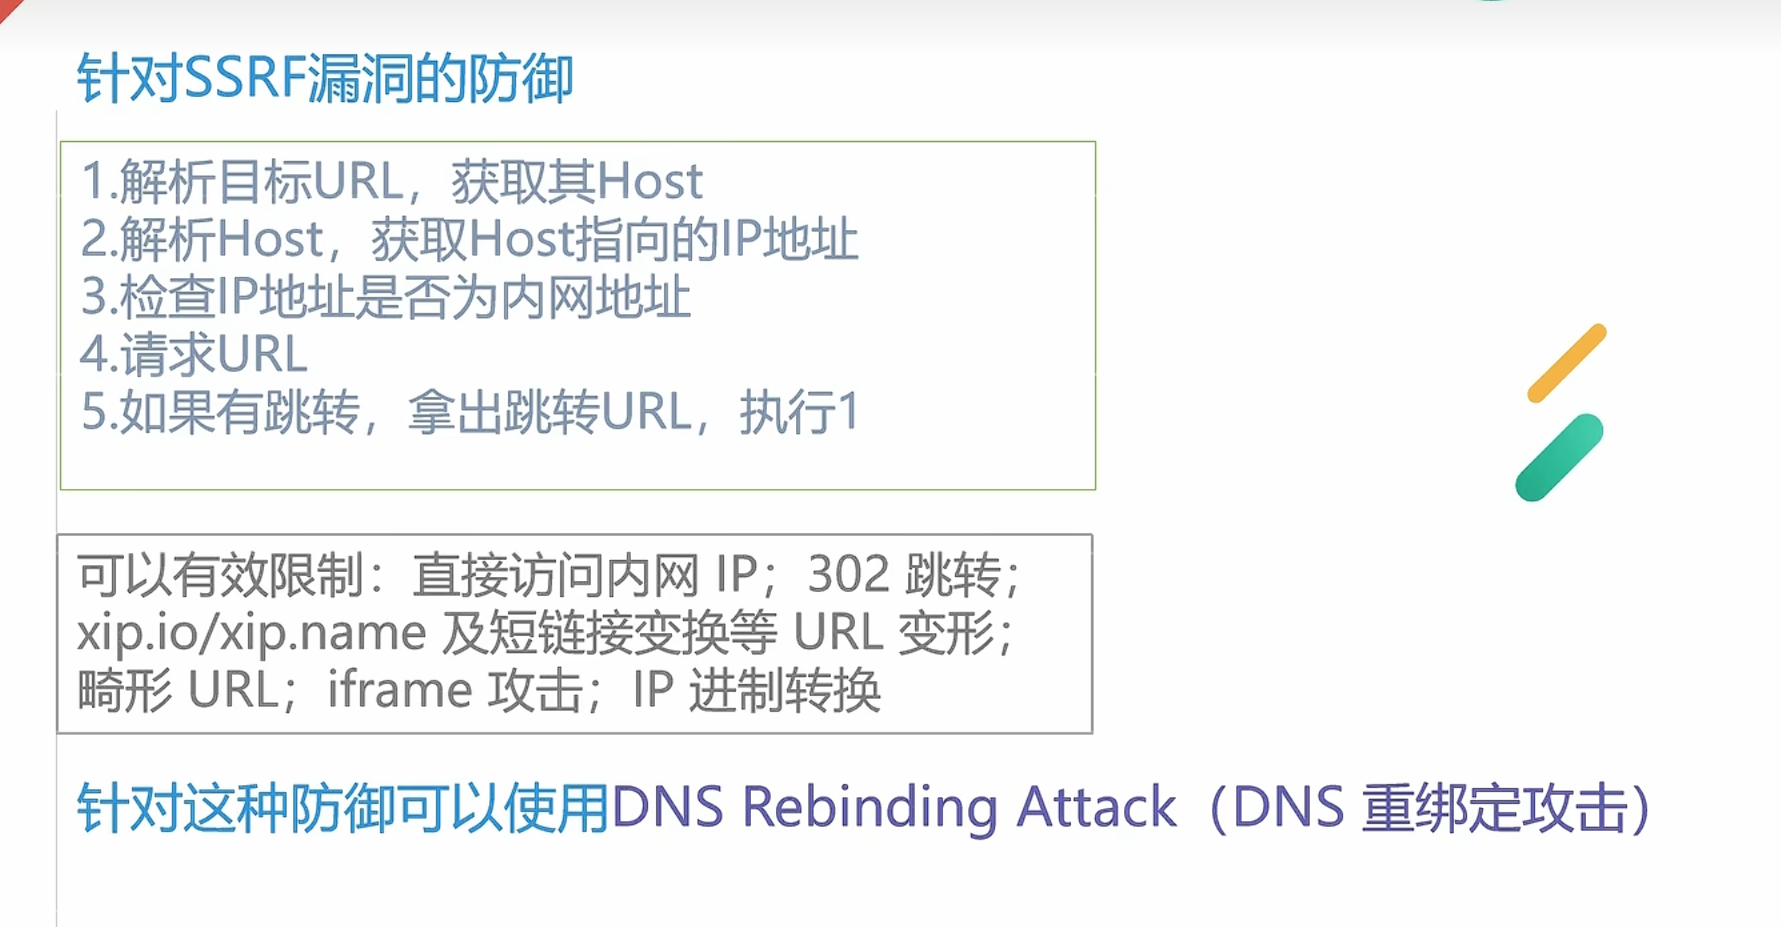 针对SSRF漏洞的防御
1.解析目标URL，获取其Host
2.解析Host，获取Host指向的IP地址
3.检查IP地址是否为内网地址
4.请求URL
5.如果有跳转，拿出跳转URL，执行1
可以有效限制：直接访问内网 IP；302 跳转；
xip.io/xip.name 及短链接变换等 URL 变形；
畸形 URL；iframe 攻击；IP 进制转换
针对这种防御可以使用DNS Rebinding Attack（DNS 重绑定攻击）